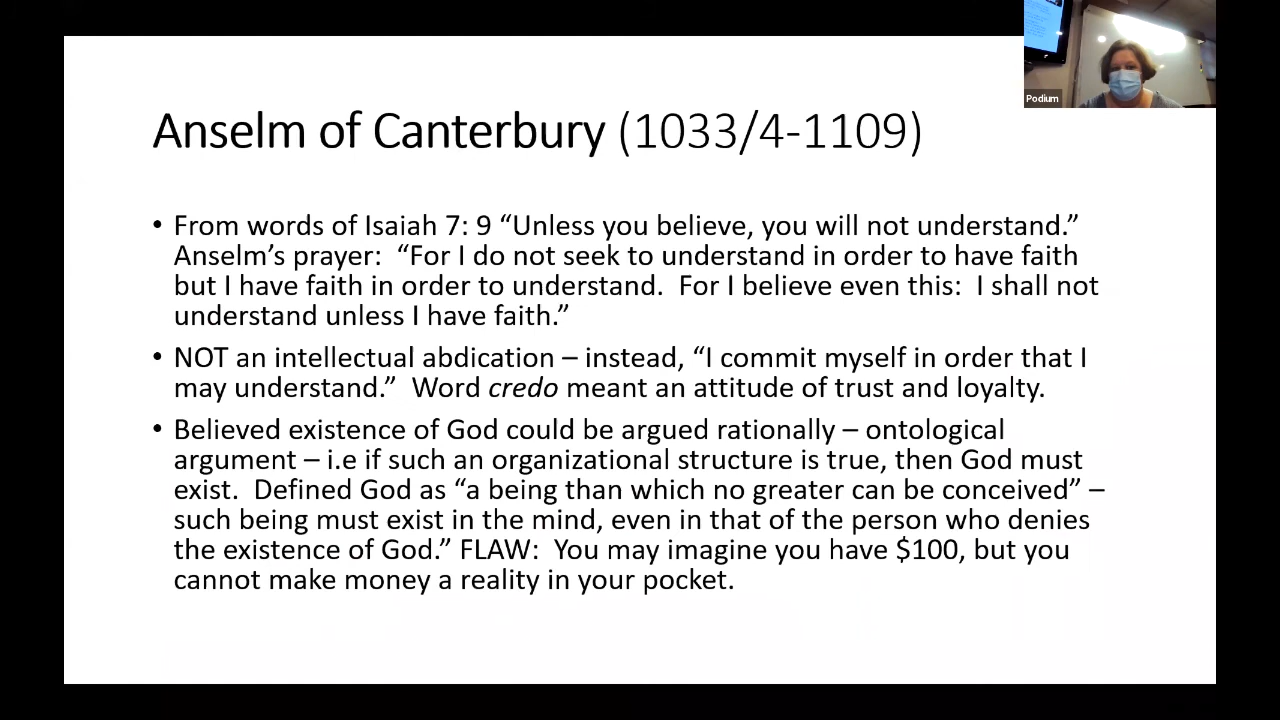 Podium
Anselm of Canterbury (1033/4-1109)
• From words of Isaiah 7: 9 “Unless you believe, you will not understand.”
Anselm’s prayer:  “For I do not seek to understand in order to have faith
but I have faith in order to understand.  For I believe even this:  I shall not
understand unless I have faith.”
• NOT an intellectual abdication – instead, “I commit myself in order that I
may understand.”  Word credo meant an attitude of trust and loyalty.
• Believed existence of God could be argued rationally – ontological
argument – i.e if such an organizational structure is true, then God must
exist.  Defined God as “a being than which no greater can be conceived” –
such being must exist in the mind, even in that of the person who denies
the existence of God.” FLAW:  You may imagine you have $100, but you
cannot make money a reality in your pocket.